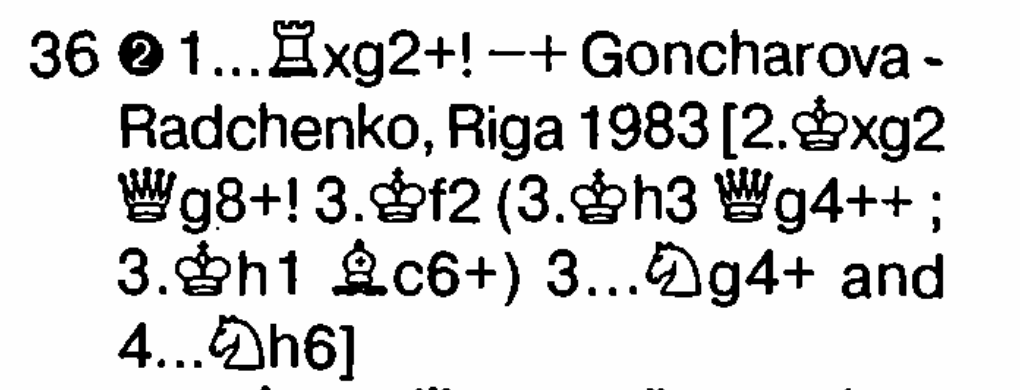 36 ❷ 1...♖xg2+! −+ Goncharova -
Radchenko, Riga 1983 [2.♔xg2
♕g8+! 3.♔f2 (3.♔h3 ♕g4++ ;
3.♔h1 ♗c6+) 3...♘g4+ and
4...♘h6]